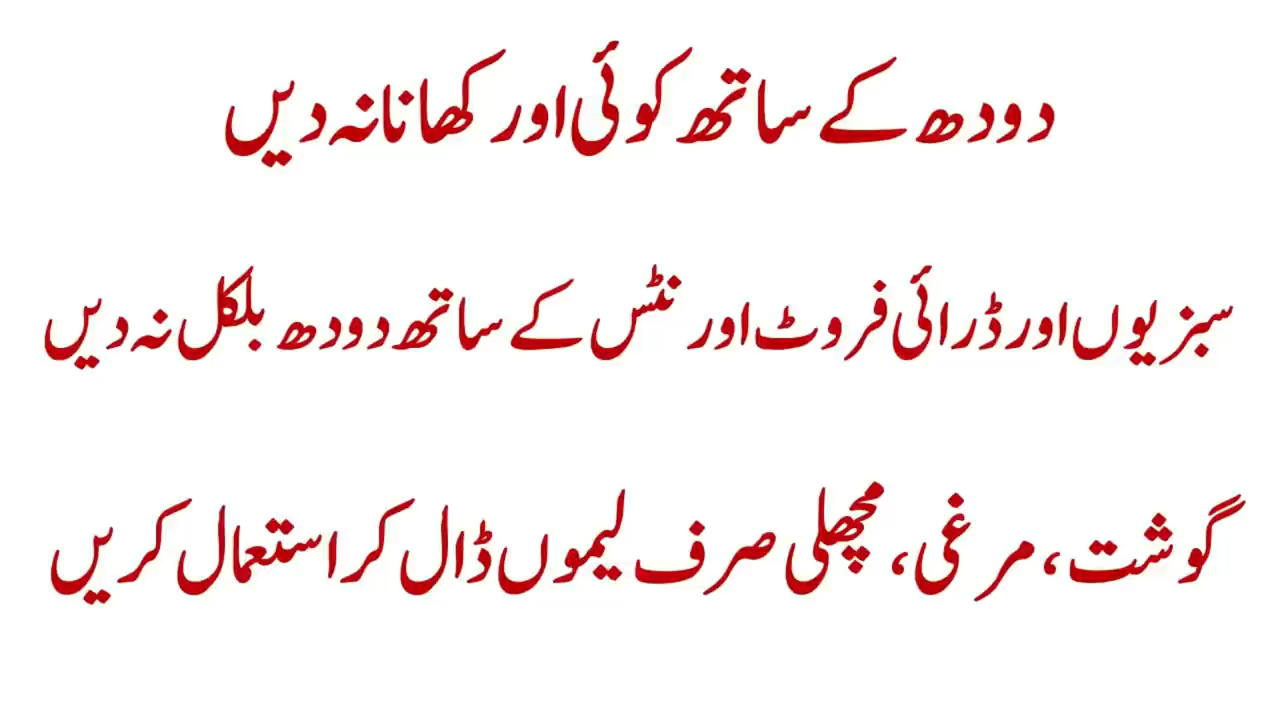 دودھ کے ساتھ کوئی اور کھانا نہ دیں
سبزیوں اور ڈرائی فروٹ اور نٹس کے ساتھ دودھ بلکل نہ دیں
گوشت، مرغی، مچھلی صرف لیموں ڈال کر استعمال کریں